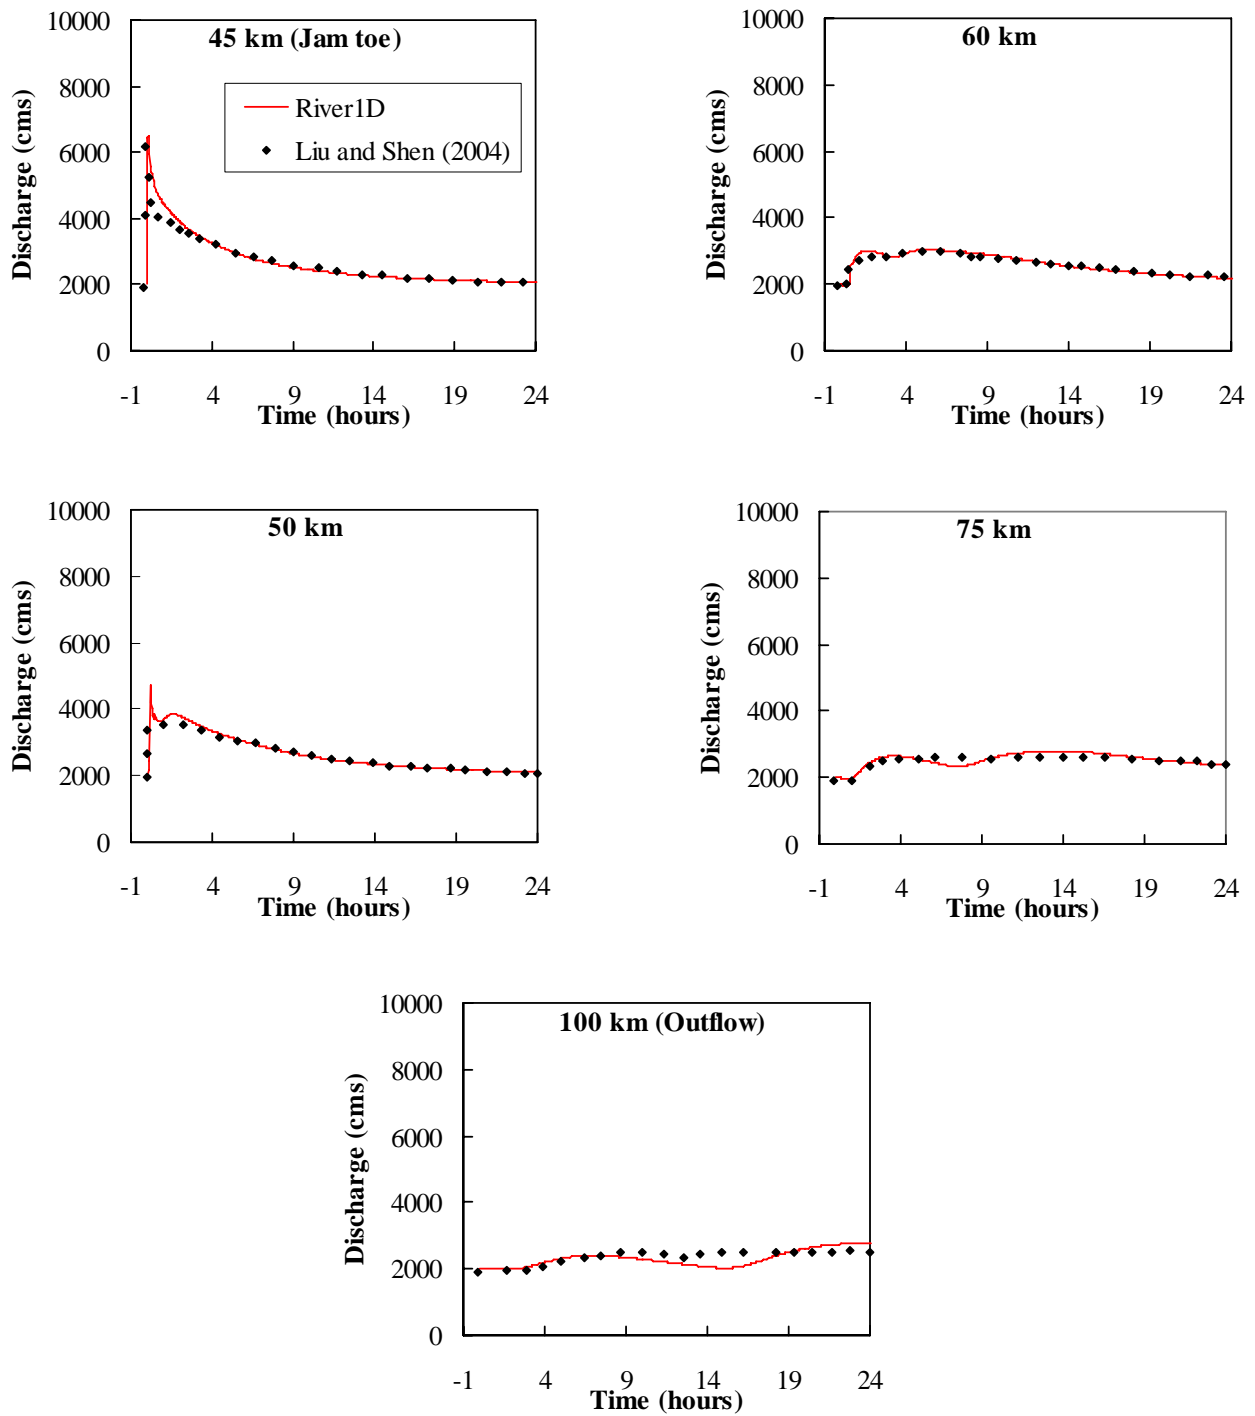 45 km (Jam toe)
10000
8000
6000
4000
2000
0
Discharge (cms)
River1D
Liu and Shen (2004)
-1 4 9 14 19 24
Time (hours)
60 km
10000
8000
6000
4000
2000
0
Discharge (cms)
-1 4 9 14 19 24
Time (hours)
50 km
10000
8000
6000
4000
2000
0
Discharge (cms)
-1 4 9 14 19 24
Time (hours)
75 km
10000
8000
6000
4000
2000
0
Discharge (cms)
-1 4 9 14 19 24
Time (hours)
100 km (Outflow)
10000
8000
6000
4000
2000
0
Discharge (cms)
-1 4 9 14 19 24
Time (hours)